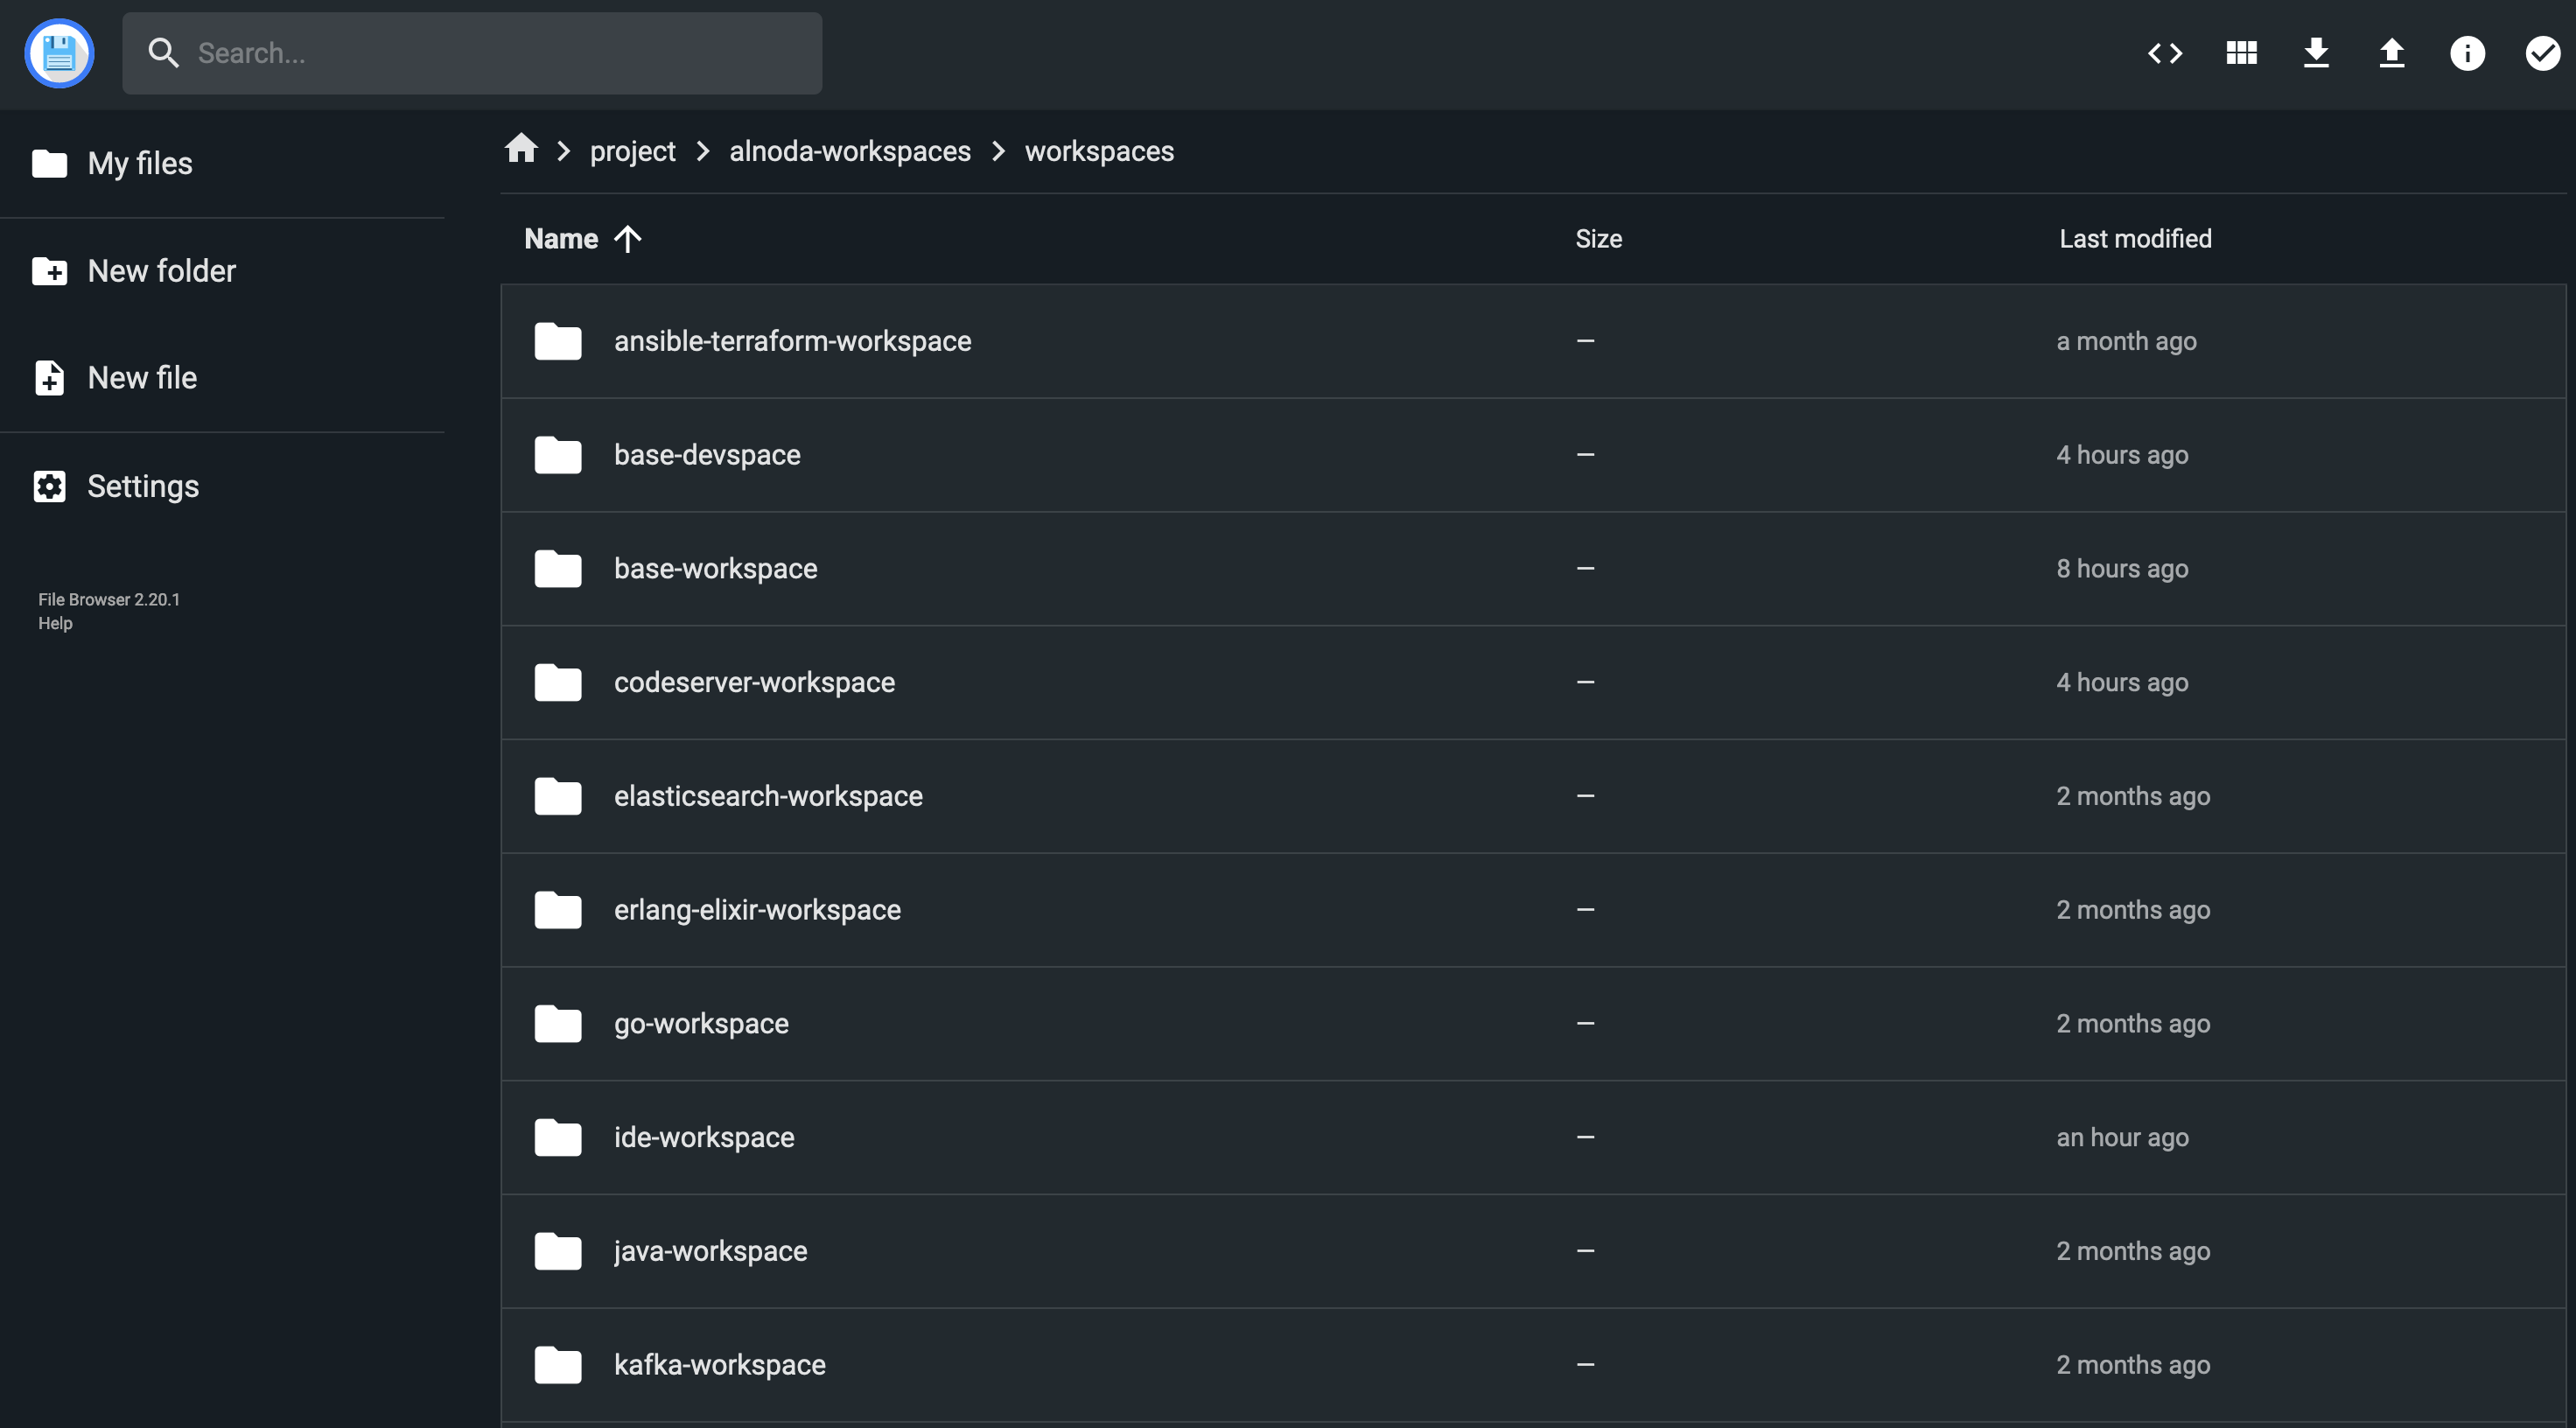 Search...
My files
New folder
New file
Settings
File Browser 2.20.1
Help
project alnoda-workspaces workspaces
Name Size Last modified
ansible-terraform-workspace — a month ago
base-devspace — 4 hours ago
base-workspace — 8 hours ago
codeserver-workspace — 4 hours ago
elasticsearch-workspace — 2 months ago
erlang-elixir-workspace — 2 months ago
go-workspace — 2 months ago
ide-workspace — an hour ago
java-workspace — 2 months ago
kafka-workspace — 2 months ago